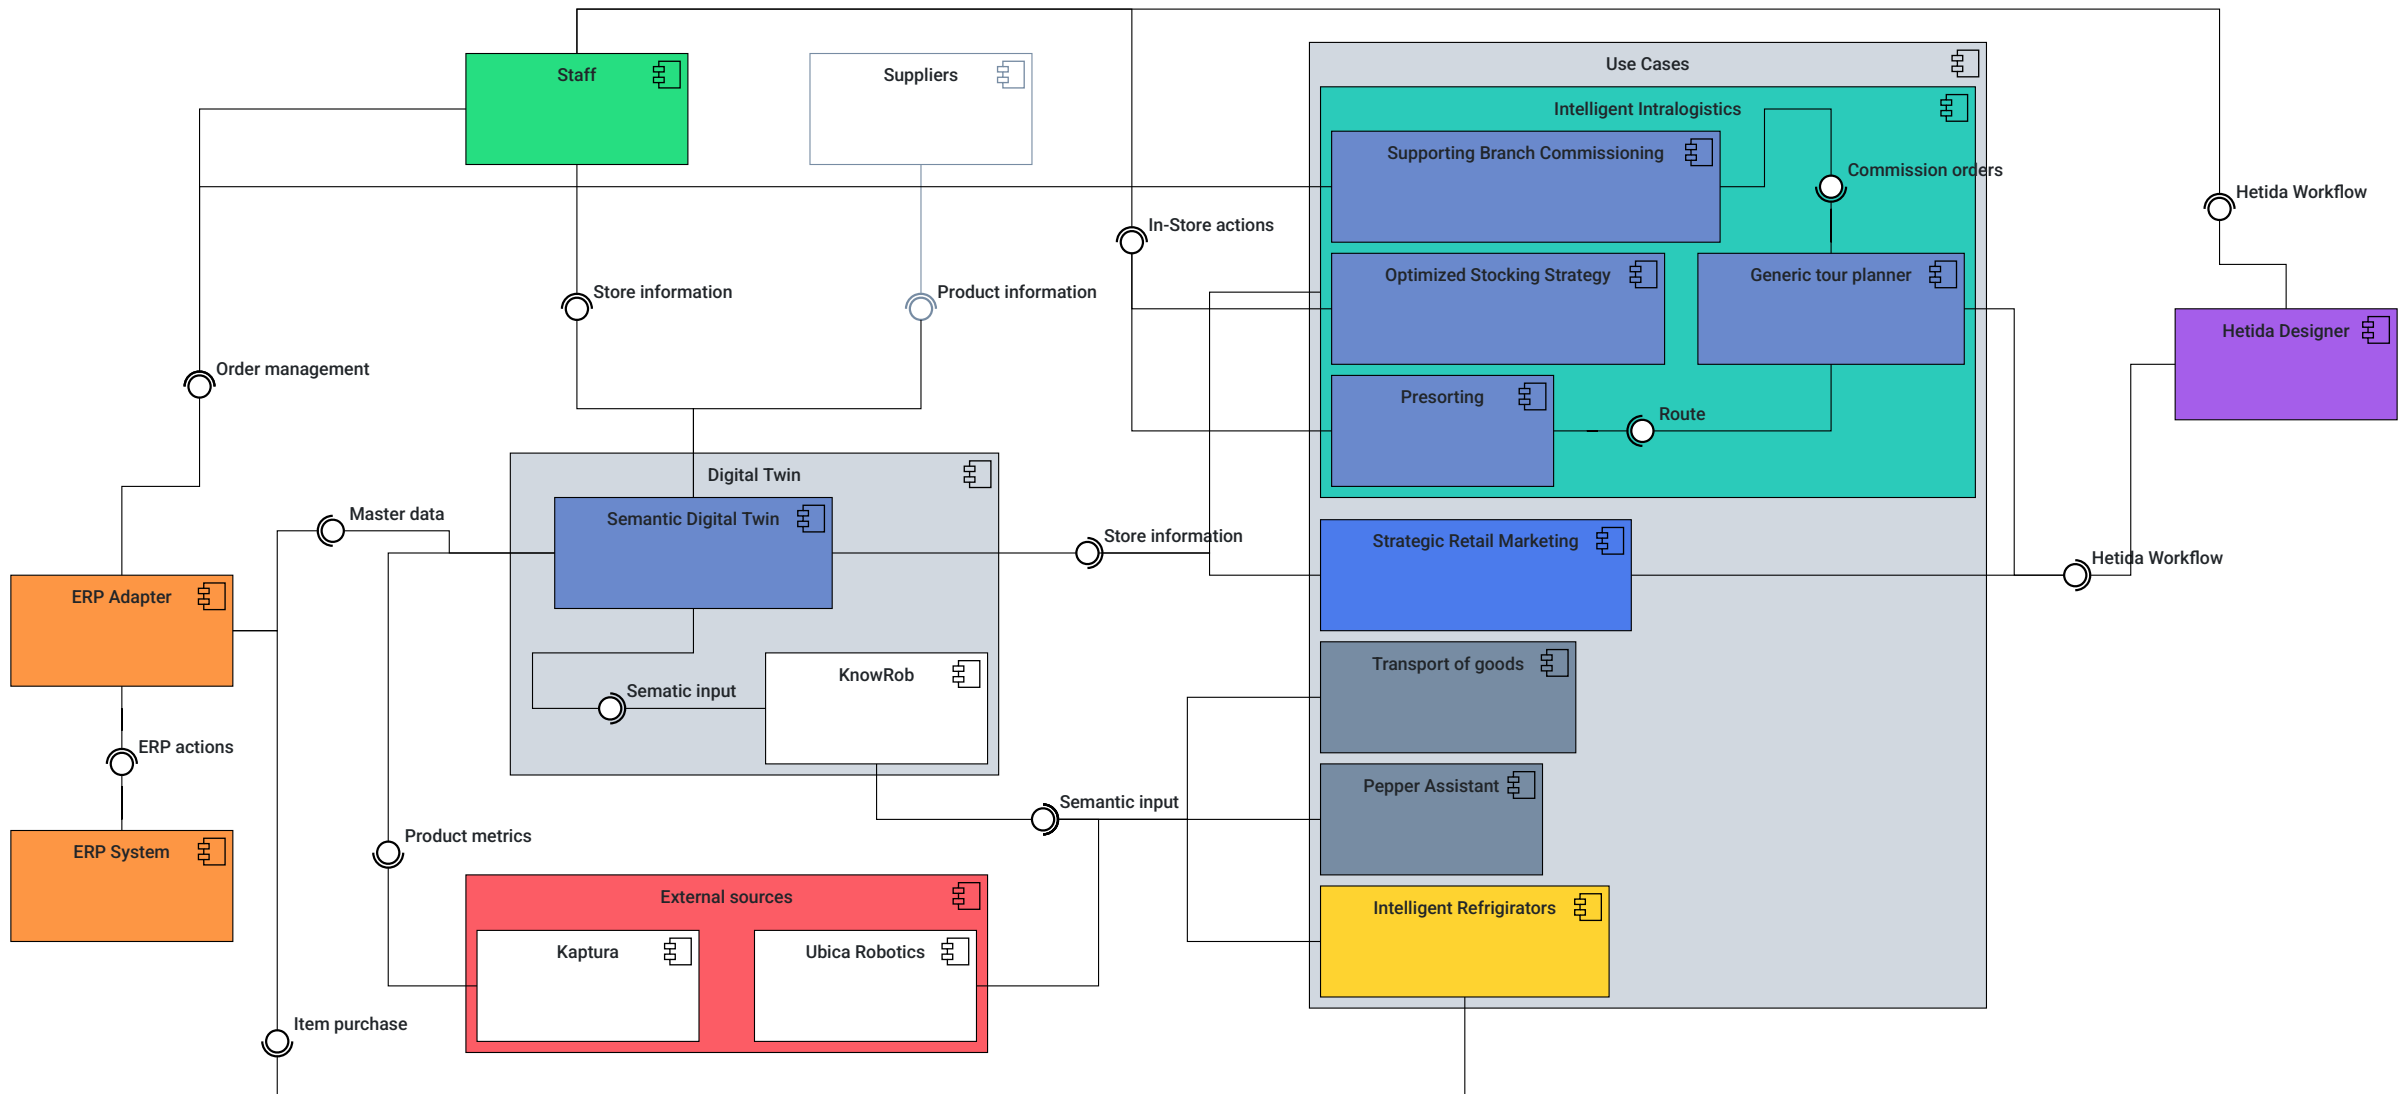 Staff
Suppliers
Use Cases
Intelligent Intralogistics
Supporting Branch Commissioning
Commission orders
Hetida Workflow
In-Store actions
Optimized Stocking Strategy
Generic tour planner
Store information
Product information
Hetida Designer
Order management
Presorting
Route
Digital Twin
Master data
Semantic Digital Twin
Store information
Strategic Retail Marketing
Hetida Workflow
ERP Adapter
Transport of goods
KnowRob
Sematic input
ERP actions
Pepper Assistant
Semantic input
Product metrics
ERP System
External sources
Intelligent Refrigirators
Kaptura
Ubica Robotics
Item purchase